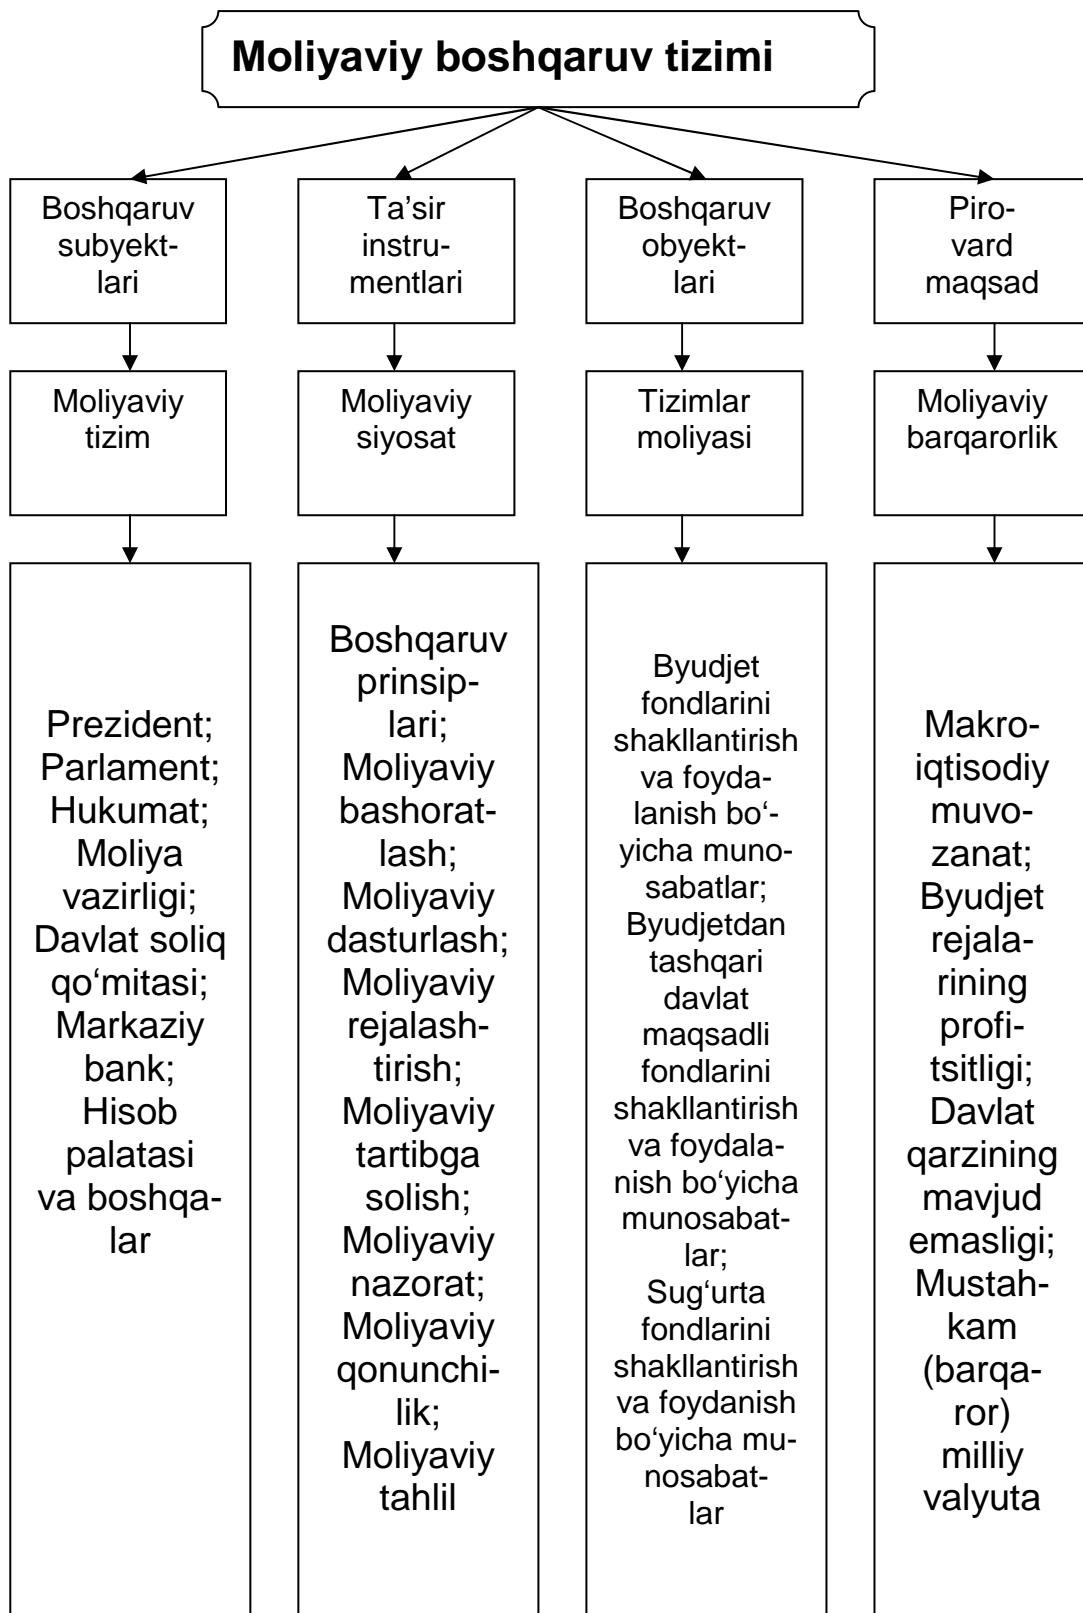 Moliyaviy boshqaruv tizimi
Boshqaruv
subyekt-
lari
Ta’sir
instru-
mentlari
Boshqaruv
obyekt-
lari
Piro-
vard
maqsad
Moliyaviy
tizim
Moliyaviy
siyosat
Tizimlar
moliyasi
Moliyaviy
barqarorlik
Prezident;
Parlament;
Hukumat;
Moliya
vazirligi;
Davlat soliq
qo‘mitasi;
Markaziy
bank;
Hisob
palatasi
va boshqa-
lar
Boshqaruv
prinsip-
lari;
Moliyaviy
bashorat-
lash;
Moliyaviy
dasturlash;
Moliyaviy
rejalash-
tirish;
Moliyaviy
tartibga
solish;
Moliyaviy
nazorat;
Moliyaviy
qonunchi-
lik;
Moliyaviy
tahlil
Byudjet
fondlarini
shakllantirish
va foyda-
lanish bo‘-
yicha muno-
sabatlar;
Byudjetdan
tashqari
davlat
maqsadli
fondlarini
shakllantirish
va foydala-
nish bo‘yicha
munosabat-
lar;
Sug‘urta
fondlarini
shakllantirish
va foydanish
bo‘yicha mu-
nosabat-
lar
Makro-
iqtisodiy
muvo-
zanat;
Byudjet
rejala-
rining
profi-
tsitligi;
Davlat
qarzining
mavjud
emasligi;
Mustah-
kam
(barqa-
ror)
milliy
valyuta